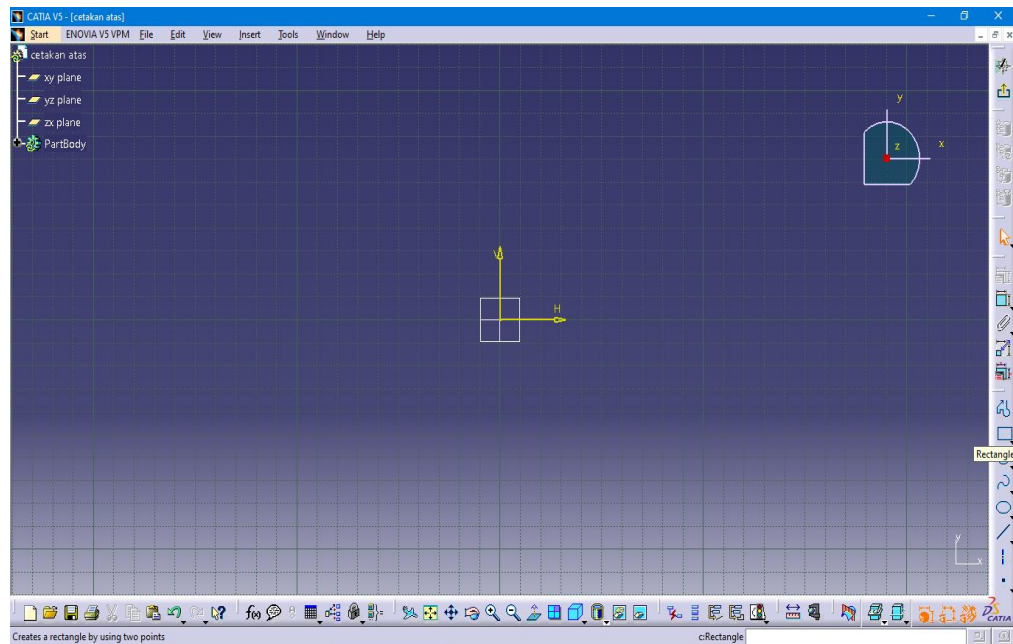 CATIA V5 - [cetakan atas]
Start ENOVIA V5 VPM File Edit View Insert Tools Window Help
cetakan atas
xy plane
yz plane
zx plane
PartBody
y
z x
V
H
Rectangle
y
x
f(x)
CATIA
Creates a rectangle by using two points c:Rectangle